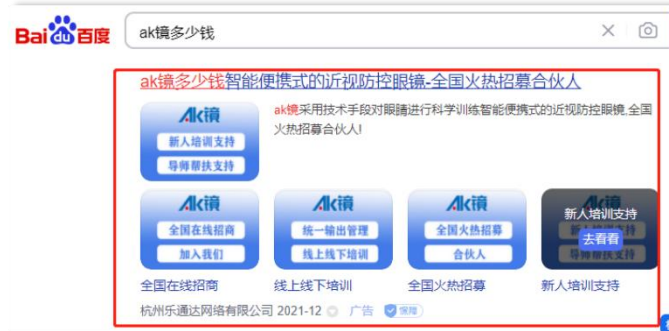 Bai du 百度
ak镜多少钱
ak镜多少钱智能便携式的近视防控眼镜-全国火热招募合伙人
Ak镜
新人培训支持
导师帮扶支持
ak镜采用技术手段对眼睛进行科学训练智能便携式的近视防控眼镜,全国
火热招募合伙人!
Ak镜
全国在线招商
加入我们
全国在线招商
Ak镜
统一输出管理
线上线下培训
线上线下培训
Ak镜
全国火热招募
合伙人
全国火热招募
新人培训支持
去看看
导师帮扶支持
新人培训支持
杭州乐通达网络有限公司 2021-12 广告 保障